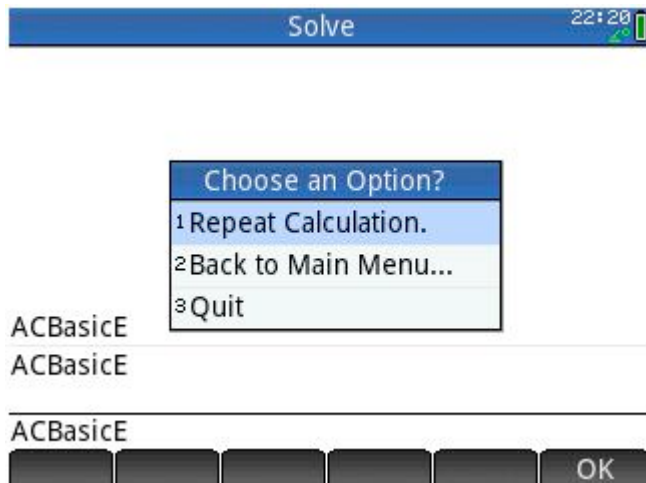 Solve
22:20
∠°
Choose an Option?
1 Repeat Calculation.
2 Back to Main Menu...
3 Quit
ACBasicE
ACBasicE
ACBasicE
OK